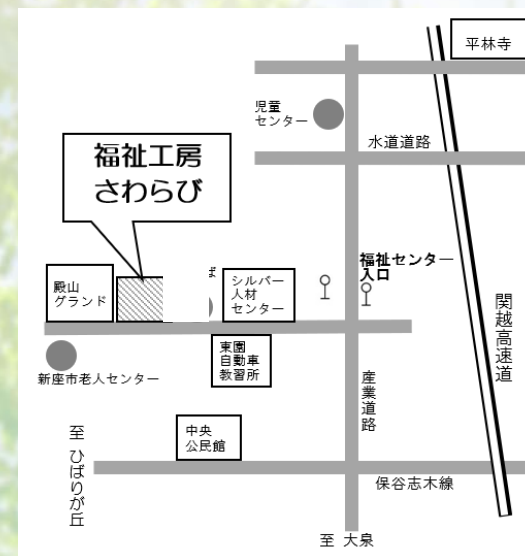 平林寺
児童
センター
水道道路
福祉工房
さわらび
福祉センター
入口
殿山
グランド
ば
シルバー
人材
センター
関越高速道
東園
自動車
教習所
新座市老人センター
産業道路
中央
公民館
至 ひばりが丘
保谷志木線
至 大泉